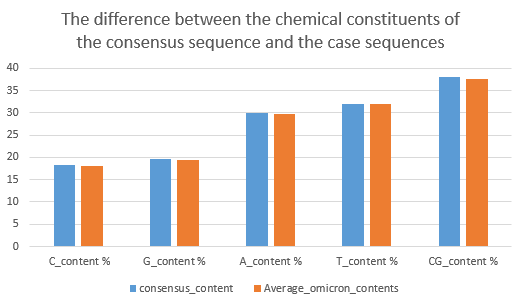 The difference between the chemical constituents of
the consensus sequence and the case sequences
40
35
30
25
20
15
10
5
0
C_content %
G_content %
A_content %
T_content %
CG_content %
consensus_content
Average_omicron_contents